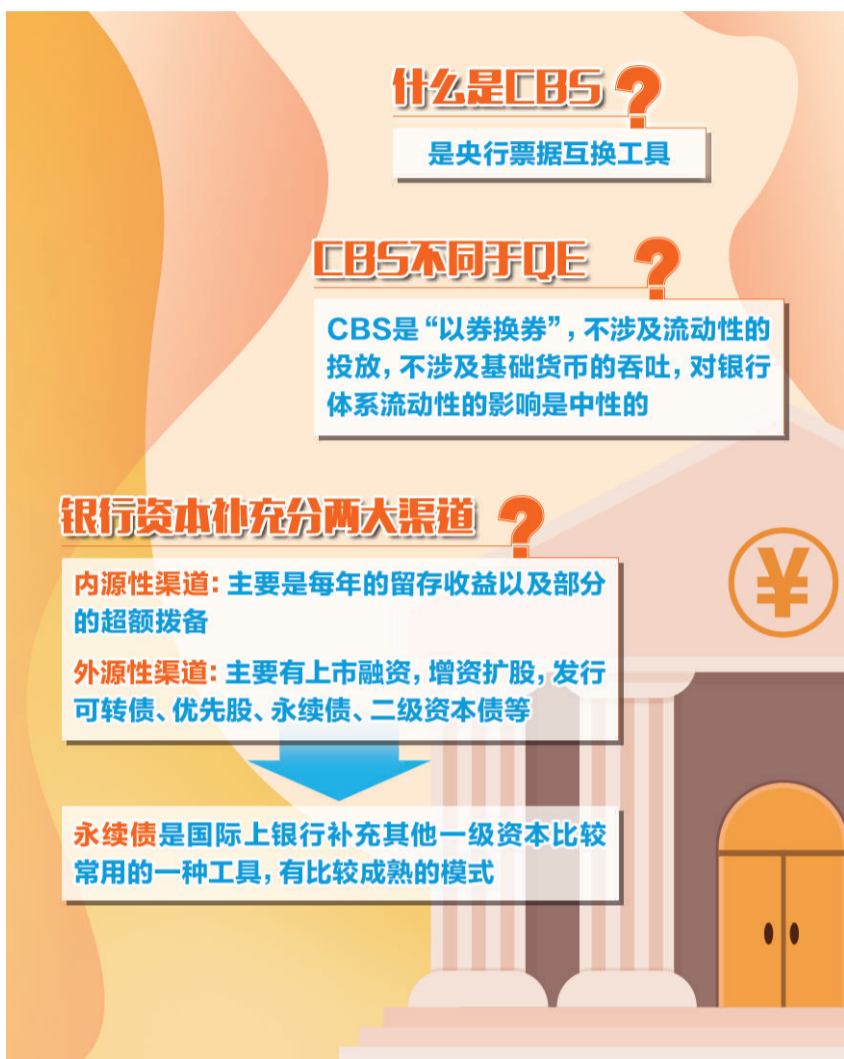 什么是CBS?
是央行票据互换工具
CBS不同于QE?
CBS是“以券换券”,不涉及流动性的
投放,不涉及基础货币的吞吐,对银行
体系流动性的影响是中性的
银行资本补充分两大渠道?
内源性渠道:主要是每年的留存收益以及部分
的超额拨备
外源性渠道:主要有上市融资,增资扩股,发行
可转债、优先股、永续债、二级资本债等
永续债是国际上银行补充其他一级资本比较
常用的一种工具,有比较成熟的模式
¥